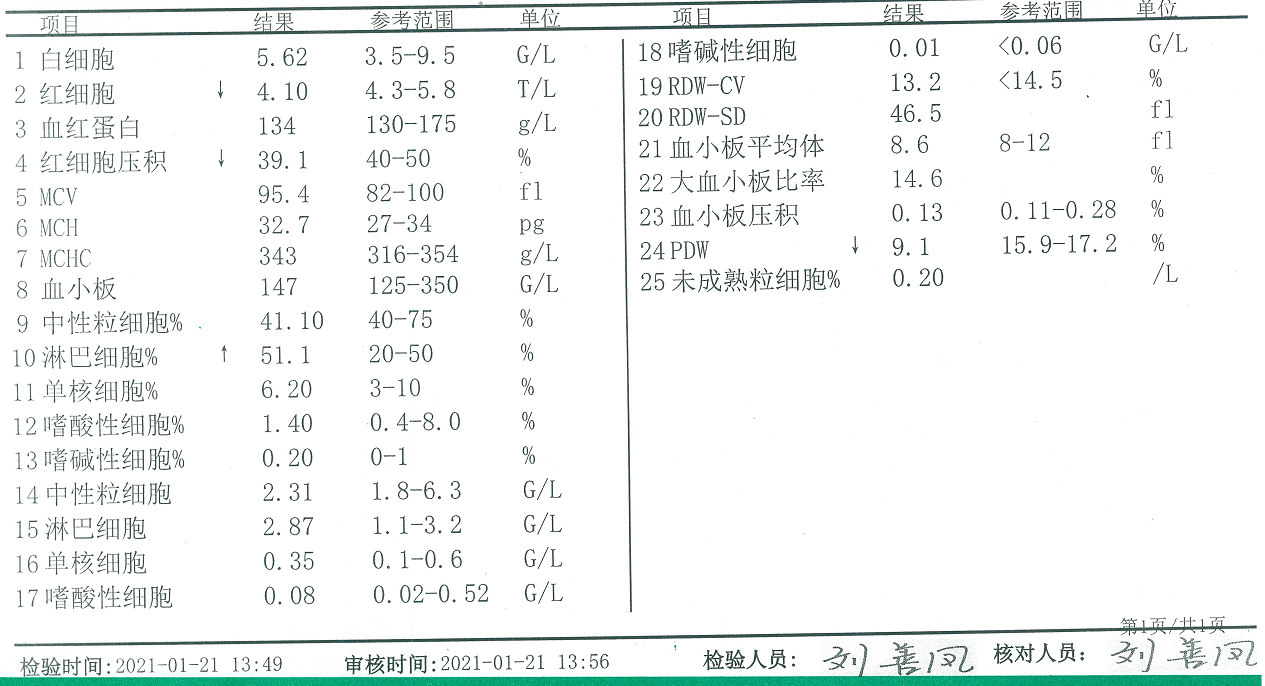 项目 结果 参考范围 单位
1 白细胞 5.62 3.5-9.5 G/L
2 红细胞 ↓ 4.10 4.3-5.8 T/L
3 血红蛋白 134 130-175 g/L
4 红细胞压积 ↓ 39.1 40-50 %
5 MCV 95.4 82-100 fl
6 MCH 32.7 27-34 pg
7 MCHC 343 316-354 g/L
8 血小板 147 125-350 G/L
9 中性粒细胞% 41.10 40-75 %
10 淋巴细胞% ↑ 51.1 20-50 %
11 单核细胞% 6.20 3-10 %
12 嗜酸性细胞% 1.40 0.4-8.0 %
13 嗜碱性细胞% 0.20 0-1 %
14 中性粒细胞 2.31 1.8-6.3 G/L
15 淋巴细胞 2.87 1.1-3.2 G/L
16 单核细胞 0.35 0.1-0.6 G/L
17 嗜酸性细胞 0.08 0.02-0.52 G/L
项目 结果 参考范围 单位
18 嗜碱性细胞 0.01 <0.06 G/L
19 RDW-CV 13.2 <14.5 %
20 RDW-SD 46.5 fl
21 血小板平均体 8.6 8-12 fl
22 大血小板比率 14.6 %
23 血小板压积 0.13 0.11-0.28 %
24 PDW ↓ 9.1 15.9-17.2 %
25 未成熟粒细胞% 0.20 /L
第1页/共1页
检验时间:2021-01-21 13:49 审核时间:2021-01-21 13:56 检验人员: 刘善凤 核对人员: 刘善凤